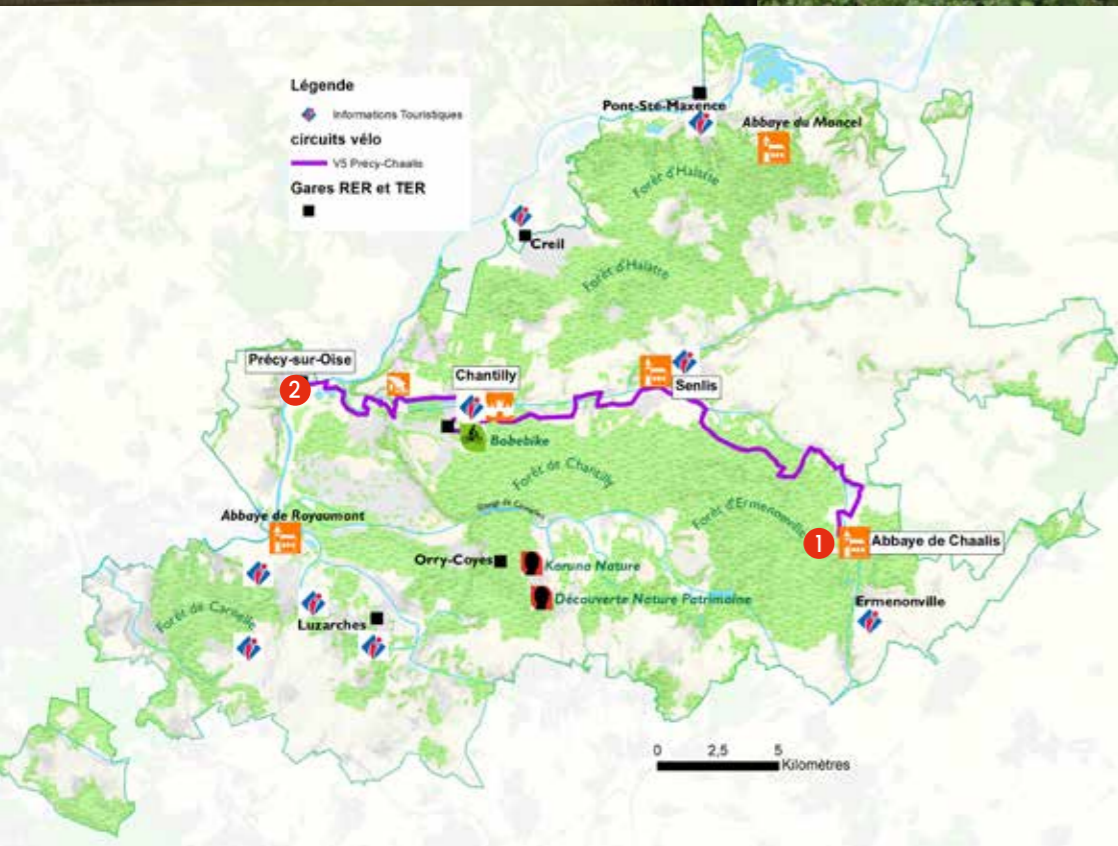 Légende
Informations Touristiques
circuits vélo
V5 Précy-Chaalis
Gares RER et TER
Pont-Ste-Maxence
Abbaye du Moncel
Forêt d'Halatte
Creil
Forêt d'Halatte
Précy-sur-Oise
2
Chantilly
Senlis
Bobebike
Forêt de Chantilly
Forêt d'Ermenonville
Abbaye de Royaumont
1
Abbaye de Chaalis
Orry-Coyes
Karuna Nature
Découverte Nature Patrimoine
Ermenonville
Forêt de Carnelle
Luzarches
0 2,5 5
Kilomètres